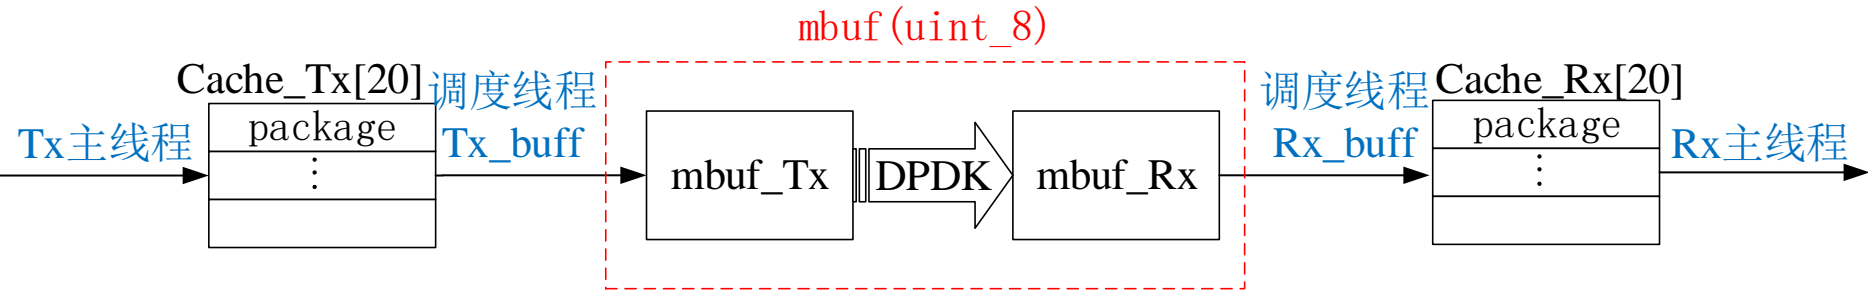 mbuf(uint_8)
Cache_Tx[20]
package
⋮
Tx主线程
调度线程
Tx_buff
mbuf_Tx
DPDK
mbuf_Rx
调度线程
Rx_buff
Cache_Rx[20]
package
⋮
Rx主线程